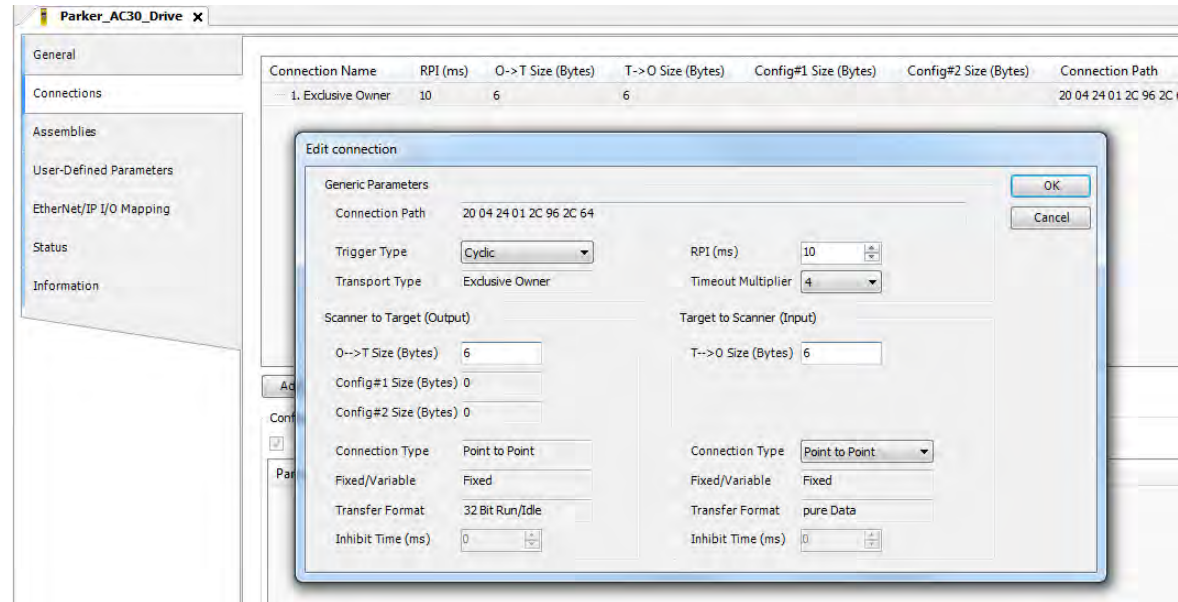 Parker_AC30_Drive x
General
Connections
Assemblies
User-Defined Parameters
EtherNet/IP I/O Mapping
Status
Information
Connection Name RPI (ms) O->T Size (Bytes) T->O Size (Bytes) Config#1 Size (Bytes) Config#2 Size (Bytes) Connection Path
1. Exclusive Owner 10 6 6 20 04 24 01 2C 96 2C
Edit connection
Generic Parameters
OK
Connection Path 20 04 24 01 2C 96 2C 64
Cancel
Trigger Type Cyclic RPI (ms) 10
Transport Type Exclusive Owner Timeout Multiplier 4
Scanner to Target (Output) Target to Scanner (Input)
O-->T Size (Bytes) 6 T-->O Size (Bytes) 6
Ad
Config#1 Size (Bytes) 0
Conf
Config#2 Size (Bytes) 0
Connection Type Point to Point Connection Type Point to Point
Par
Fixed/Variable Fixed Fixed/Variable Fixed
Transfer Format 32 Bit Run/Idle Transfer Format pure Data
Inhibit Time (ms) 0 Inhibit Time (ms) 0